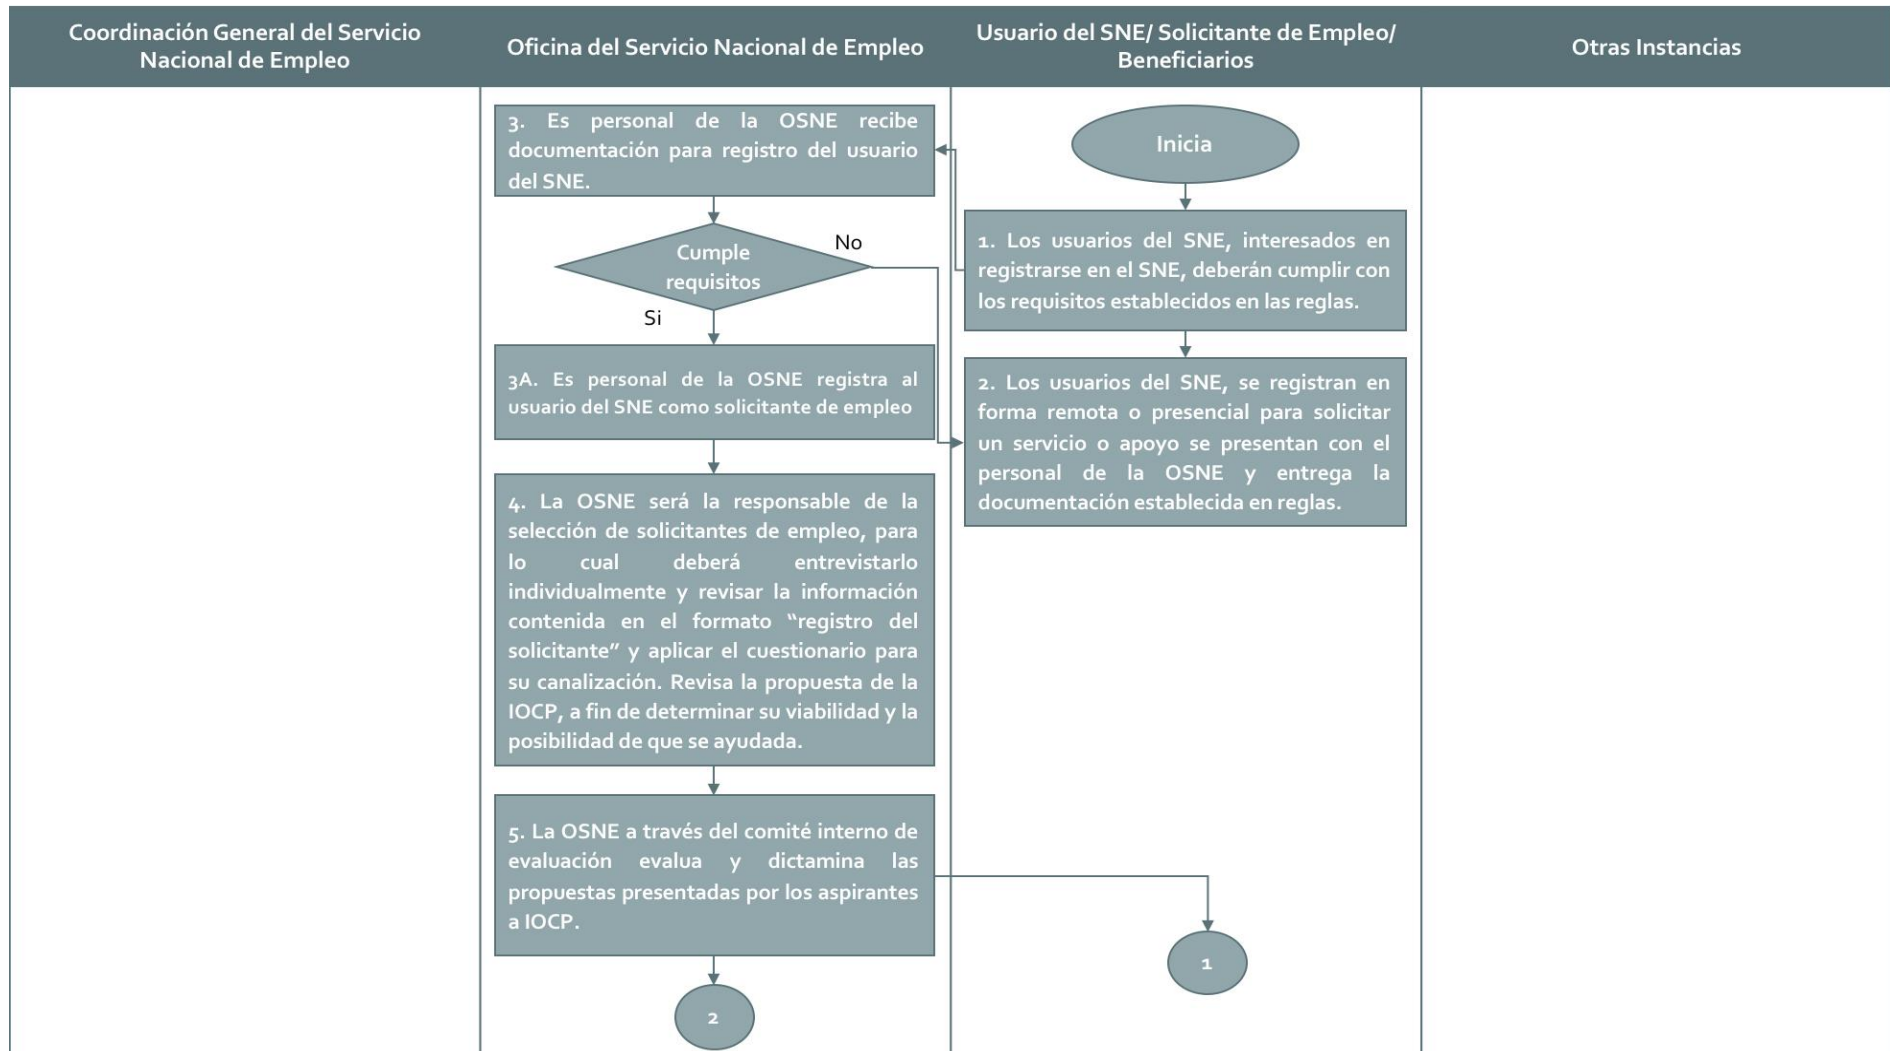 Coordinación General del Servicio
Nacional de Empleo
Oficina del Servicio Nacional de Empleo
Usuario del SNE/ Solicitante de Empleo/
Beneficiarios
Otras Instancias
3. Es personal de la OSNE recibe
documentación para registro del usuario
del SNE.
Cumple
requisitos
No
Si
3A. Es personal de la OSNE registra al
usuario del SNE como solicitante de empleo
4. La OSNE será la responsable de la
selección de solicitantes de empleo, para
lo cual deberá entrevistarlo
individualmente y revisar la información
contenida en el formato “registro del
solicitante” y aplicar el cuestionario para
su canalización. Revisa la propuesta de la
IOCP, a fin de determinar su viabilidad y la
posibilidad de que se ayudada.
5. La OSNE a través del comité interno de
evaluación evalua y dictamina las
propuestas presentadas por los aspirantes
a IOCP.
2
Inicia
1. Los usuarios del SNE, interesados en
registrarse en el SNE, deberán cumplir con
los requisitos establecidos en las reglas.
2. Los usuarios del SNE, se registran en
forma remota o presencial para solicitar
un servicio o apoyo se presentan con el
personal de la OSNE y entrega la
documentación establecida en reglas.
1